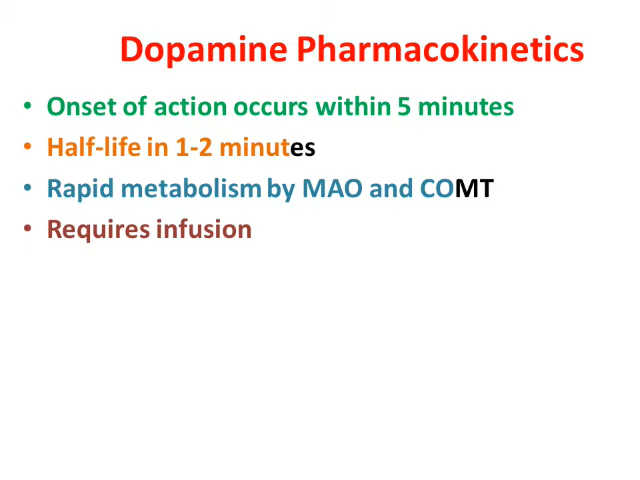 Dopamine Pharmacokinetics
• Onset of action occurs within 5 minutes
• Half-life in 1-2 minutes
• Rapid metabolism by MAO and COMT
• Requires infusion